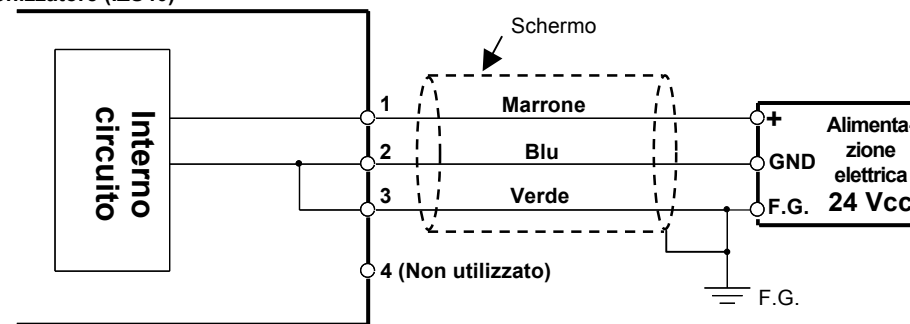 Schermo
Interno
circuito
1
Marrone
2
Blu
3
Verde
4 (Non utilizzato)
+
GND
F.G.
Alimenta-
zione
elettrica
24 Vcc
F.G.